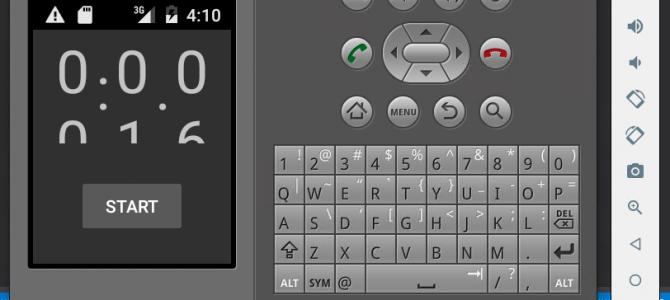 3G 4:10
0:0 0
0:1.6
START
MENU
1 ! 2 @ 3 # 4 $ 5 % 6 ^ 7 & 8 * 9 ( 0 )
Q | W ~ E “ R ` T { Y } U _ I - O + P =
A S \ D ‘ F [ G ] H < J > K ; L : DEL
Z X C V B N M .
ALT SYM @ / ? , ALT